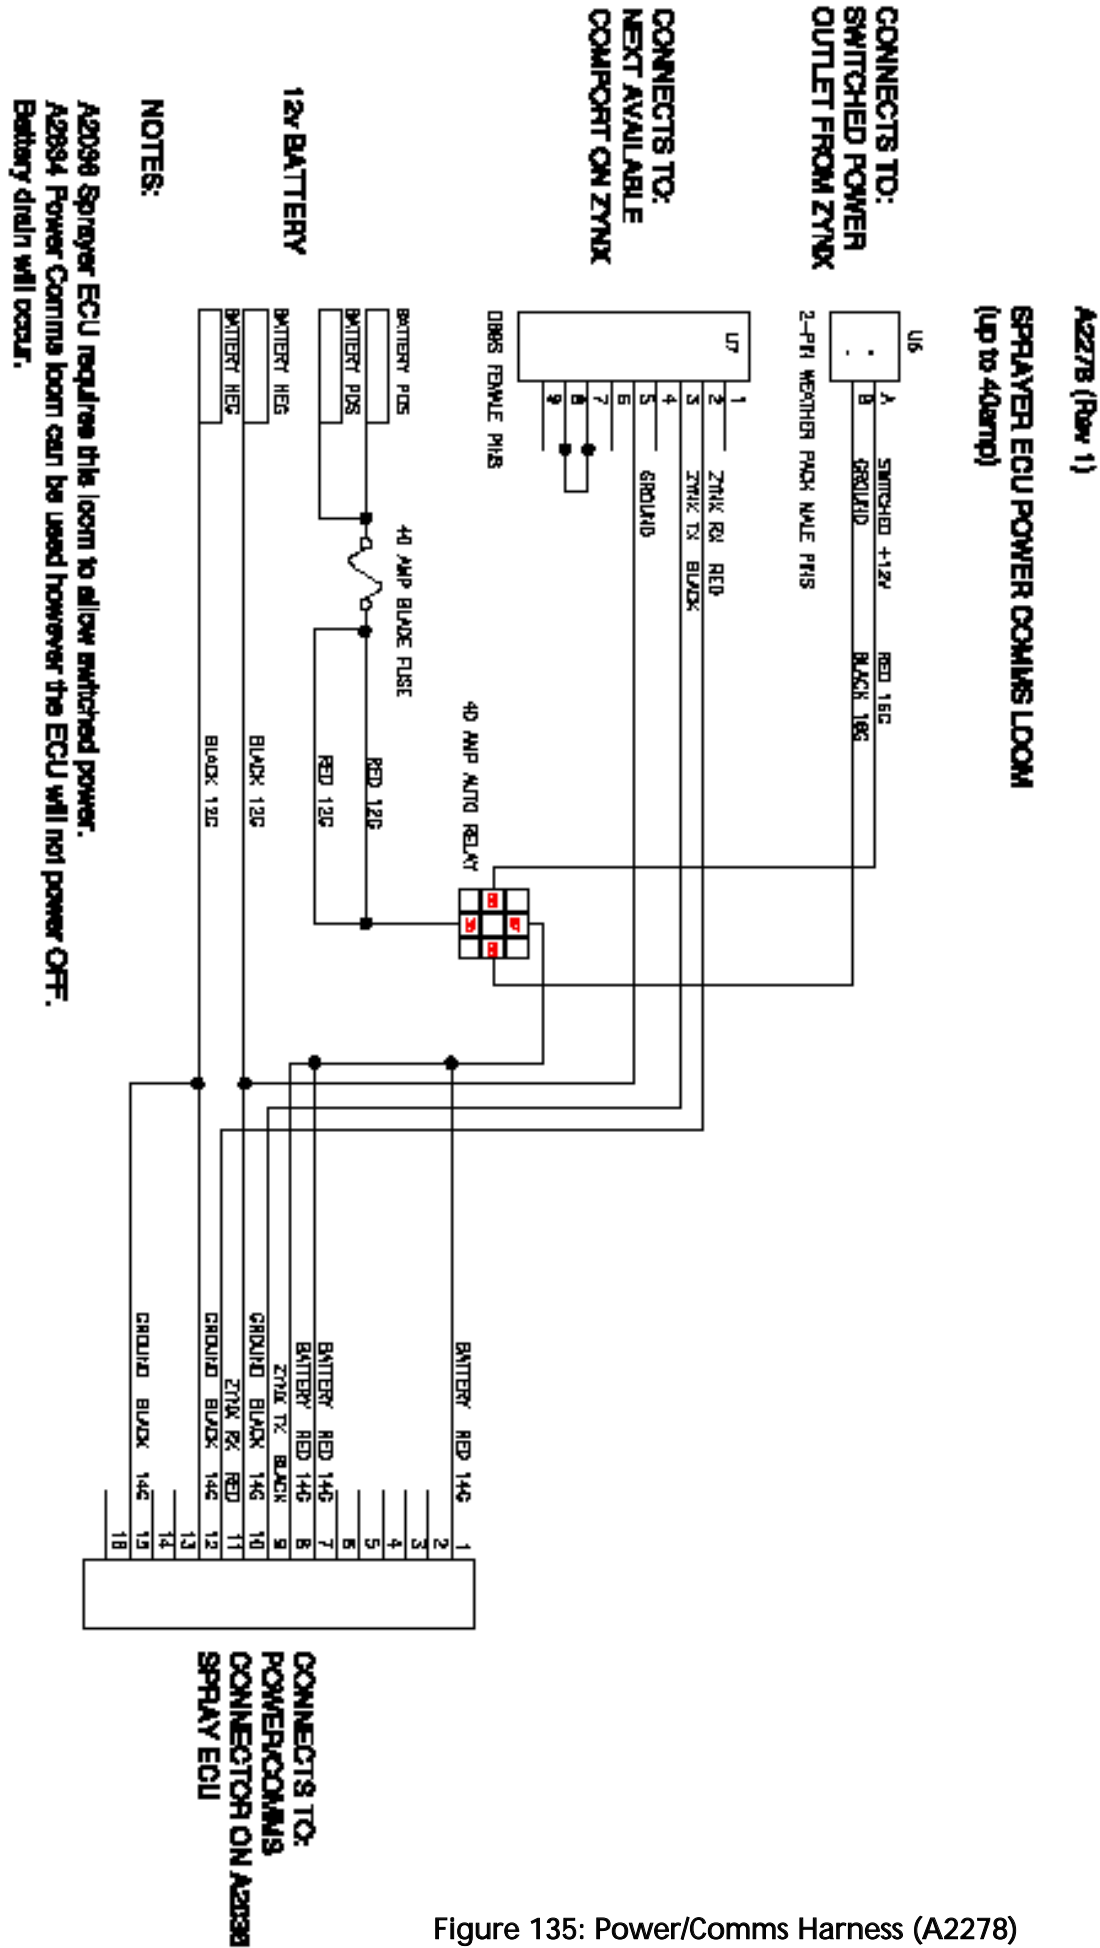 A2278 (Rev 1)
SPRAYER ECU POWER COMMS LOOM
(up to 40amp)
CONNECTS TO:
SWITCHED POWER
OUTLET FROM ZYNX
U6
A
B
SWITCHED +12V RED 16G
GROUND BLACK 16G
2-PIN WEATHER PACK MALE PINS
CONNECTS TO:
NEXT AVAILABLE
COMPORT ON ZYNX
U7
1
2
3
4
5
6
7
8
9
ZYNX RX RED
ZYNX TX BLACK
GROUND
DB9S FEMALE PINS
40 AMP AUTO RELAY
87
30
40 AMP BLADE FUSE
12v BATTERY
BATTERY POS
BATTERY POS
BATTERY NEG
BATTERY NEG
RED 12G
RED 12G
BLACK 12G
BLACK 12G
BATTERY RED 14G
BATTERY RED 14G
BATTERY RED 14G
ZYNX TX BLACK
GROUND BLACK 14G
ZYNX RX RED
GROUND BLACK 14G
GROUND BLACK 14G
1
2
3
4
5
6
7
8
9
10
11
12
13
14
15
16
CONNECTS TO:
POWER/COMMS
CONNECTOR ON
SPRAY ECU
NOTES:
Sprayer ECU requires this loom to allow switched power.
Power Comms loom can be used however the ECU will not power OFF.
Battery drain will occur.
Figure 135: Power/Comms Harness (A2278)